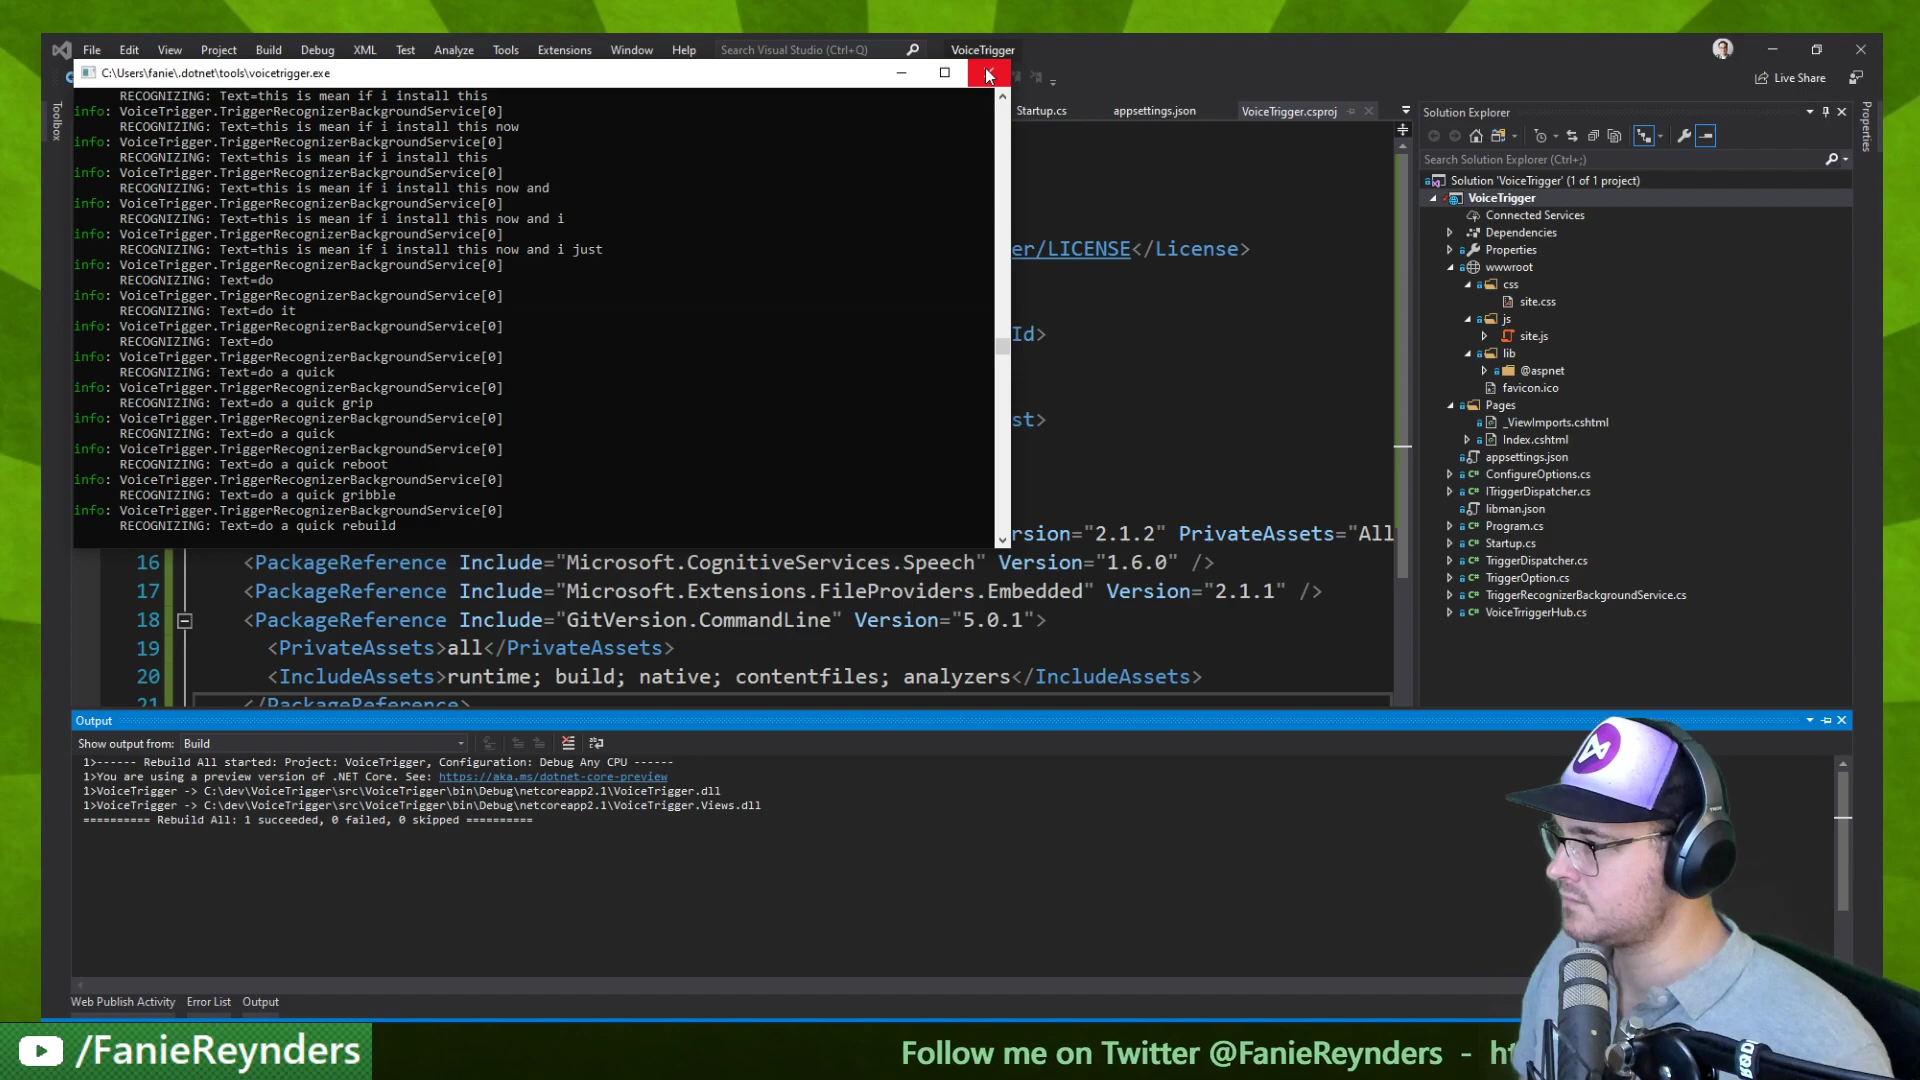 File Edit View Project Build Debug XML Test Analyze Tools Extensions Window Help Search Visual Studio (Ctrl+Q) VoiceTrigger
C:\Users\fanie\.dotnet\tools\voicetrigger.exe
Live Share
RECOGNIZING: Text=this is mean if i install this
info: VoiceTrigger.TriggerRecognizerBackgroundService[0]
RECOGNIZING: Text=this is mean if i install this now
info: VoiceTrigger.TriggerRecognizerBackgroundService[0]
RECOGNIZING: Text=this is mean if i install this
info: VoiceTrigger.TriggerRecognizerBackgroundService[0]
RECOGNIZING: Text=this is mean if i install this now and
info: VoiceTrigger.TriggerRecognizerBackgroundService[0]
RECOGNIZING: Text=this is mean if i install this now and i
info: VoiceTrigger.TriggerRecognizerBackgroundService[0]
RECOGNIZING: Text=this is mean if i install this now and i just
info: VoiceTrigger.TriggerRecognizerBackgroundService[0]
RECOGNIZING: Text=do
info: VoiceTrigger.TriggerRecognizerBackgroundService[0]
RECOGNIZING: Text=do it
info: VoiceTrigger.TriggerRecognizerBackgroundService[0]
RECOGNIZING: Text=do
info: VoiceTrigger.TriggerRecognizerBackgroundService[0]
RECOGNIZING: Text=do a quick
info: VoiceTrigger.TriggerRecognizerBackgroundService[0]
RECOGNIZING: Text=do a quick grip
info: VoiceTrigger.TriggerRecognizerBackgroundService[0]
RECOGNIZING: Text=do a quick
info: VoiceTrigger.TriggerRecognizerBackgroundService[0]
RECOGNIZING: Text=do a quick reboot
info: VoiceTrigger.TriggerRecognizerBackgroundService[0]
RECOGNIZING: Text=do a quick gribble
info: VoiceTrigger.TriggerRecognizerBackgroundService[0]
RECOGNIZING: Text=do a quick rebuild
Toolbox
Startup.cs appsettings.json VoiceTrigger.csproj
er/LICENSE</License>
Id>
st>
rsion="2.1.2" PrivateAssets="All
16 <PackageReference Include="Microsoft.CognitiveServices.Speech" Version="1.6.0" />
17 <PackageReference Include="Microsoft.Extensions.FileProviders.Embedded" Version="2.1.1" />
18 <PackageReference Include="GitVersion.CommandLine" Version="5.0.1">
19 <PrivateAssets>all</PrivateAssets>
20 <IncludeAssets>runtime; build; native; contentfiles; analyzers</IncludeAssets>
21 </PackageReference>
Solution Explorer
Properties
Search Solution Explorer (Ctrl+;)
Solution 'VoiceTrigger' (1 of 1 project)
VoiceTrigger
Connected Services
Dependencies
Properties
wwwroot
css
site.css
js
site.js
lib
@aspnet
favicon.ico
Pages
_ViewImports.cshtml
Index.cshtml
appsettings.json
ConfigureOptions.cs
ITriggerDispatcher.cs
libman.json
Program.cs
Startup.cs
TriggerDispatcher.cs
TriggerOption.cs
TriggerRecognizerBackgroundService.cs
VoiceTrriggerHub.cs
Output
Show output from: Build
1>------ Rebuild All started: Project: VoiceTrigger, Configuration: Debug Any CPU ------
1>You are using a preview version of .NET Core. See: https://aka.ms/dotnet-core-preview
1>VoiceTrigger -> C:\dev\VoiceTrigger\src\VoiceTrigger\bin\Debug\netcoreapp2.1\VoiceTrigger.dll
1>VoiceTrigger -> C:\dev\VoiceTrigger\src\VoiceTrigger\bin\Debug\netcoreapp2.1\VoiceTrigger.Views.dll
========== Rebuild All: 1 succeeded, 0 failed, 0 skipped ==========
Web Publish Activity Error List Output
/FanieReynders
Follow me on Twitter @FanieReynders -